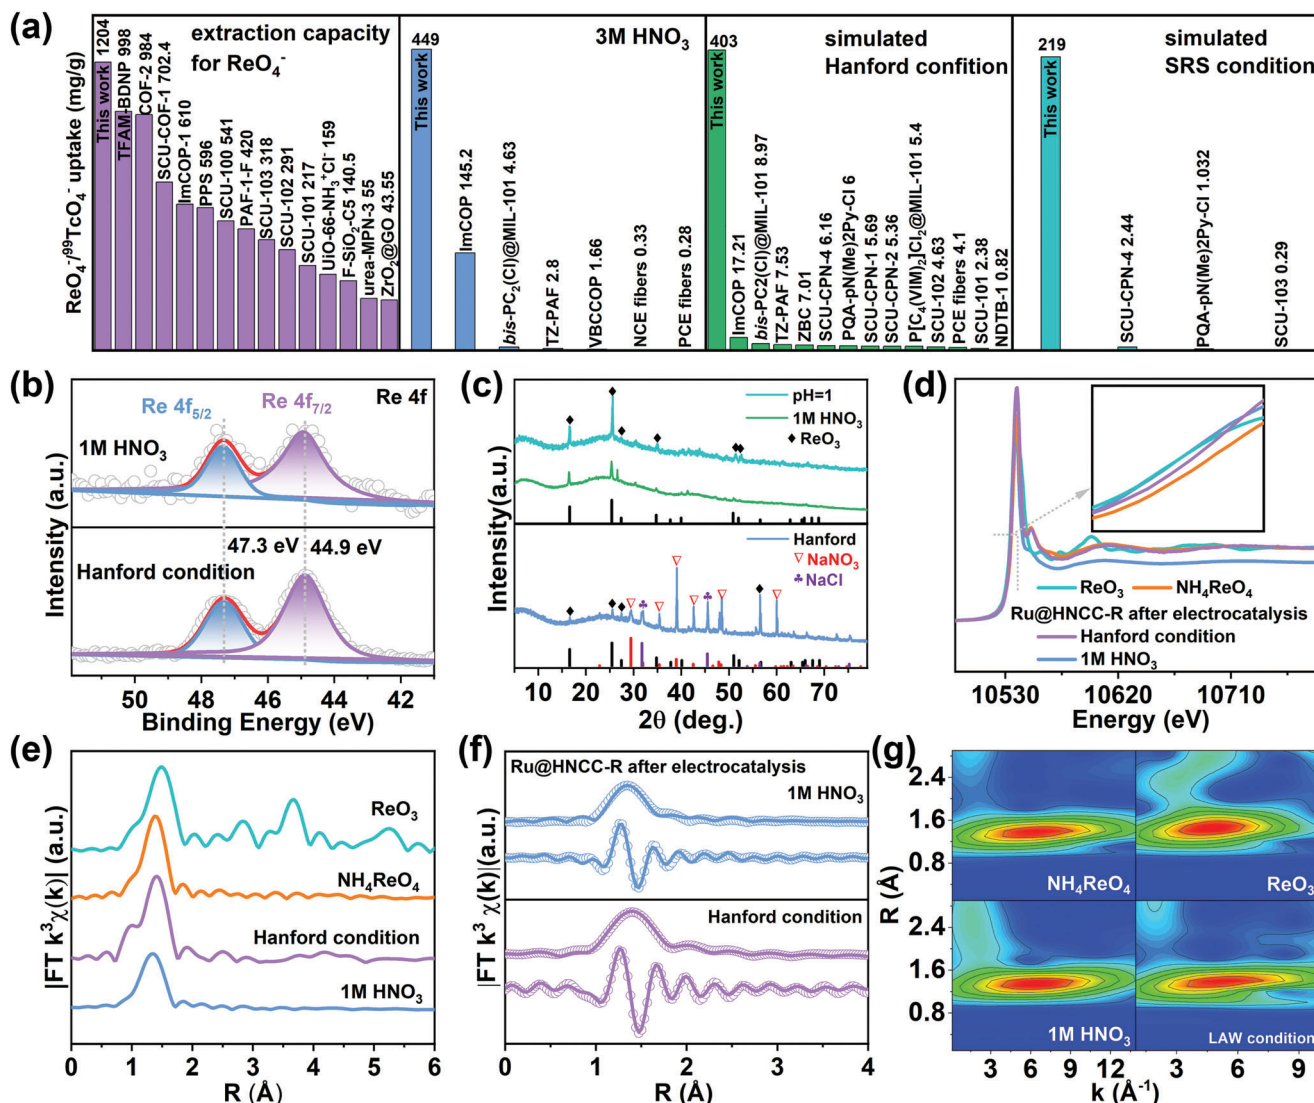 (a)
ReO₄⁻/⁹⁹TcO₄⁻ uptake (mg/g)
extraction capacity
for ReO₄⁻
This work 1204
TFAM-BDNP 998
COF-2 984
SCU-COF-1 702.4
ImCOP-1 610
PPS 596
SCU-100 541
PAF-1-F 420
SCU-103 318
SCU-102 291
SCU-101 217
UiO-66-NH₃⁺Cl⁻ 159
F-SiO₂-C5 140.5
urea-MPN-3 55
ZrO₂@GO 43.55
3M HNO₃
449
This work
ImCOP 145.2
bis-PC₂(Cl)@MIL-101 4.63
TZ-PAF 2.8
VBCCOP 1.66
NCE fibers 0.33
PCE fibers 0.28
simulated
Hanford confition
403
This work
ImCOP 17.21
bis-PC2(Cl)@MIL-101 8.97
TZ-PAF 7.53
ZBC 7.01
SCU-CPN-4 6.16
PQA-pN(Me)2Py-Cl 6
SCU-CPN-1 5.69
SCU-CPN-2 5.36
P[C₄(VIM)₂]Cl₂@MIL-101 5.4
SCU-102 4.63
PCE fibers 4.1
SCU-101 2.38
NDTB-1 0.82
simulated
SRS condition
219
This work
SCU-CPN-4 2.44
PQA-pN(Me)2Py-Cl 1.032
SCU-103 0.29
(b)
Re 4f₅/₂
Re 4f₇/₂
Re 4f
1M HNO₃
47.3 eV
44.9 eV
Hanford condition
Intensity (a.u.)
50 48 46 44 42
Binding Energy (eV)
(c)
pH=1
1M HNO₃
♦ ReO₃
Hanford
▽ NaNO₃
♣ NaCl
Intensity(a.u.)
10 20 30 40 50 60 70
2θ (deg.)
(d)
ReO₃
NH₄ReO₄
Ru@HNCC-R after electrocatalysis
Hanford condition
1M HNO₃
10530 10620 10710
Energy (eV)
(e)
ReO₃
NH₄ReO₄
Hanford condition
1M HNO₃
|FT k³χ(k)| (a.u.)
0 1 2 3 4 5 6
R (Å)
(f)
Ru@HNCC-R after electrocatalysis
1M HNO₃
Hanford condition
|FT k³ χ(k)|(a.u.)
0 1 2 3 4
R (Å)
(g)
2.4
1.6
0.8
NH₄ReO₄
ReO₃
R (Å)
2.4
1.6
0.8
1M HNO₃
LAW condition
3 6 9 12
3 6 9
k (Å⁻¹)